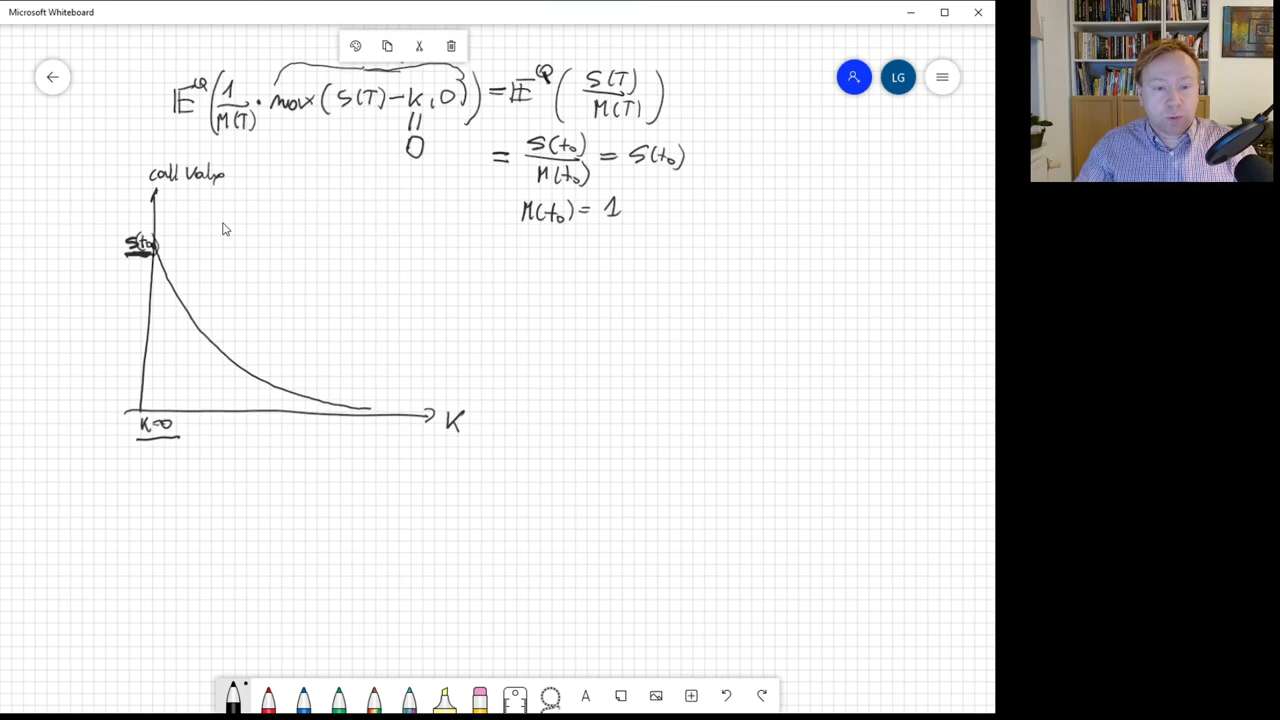 Microsoft Whiteboard
LG
𝔼^Q( 1/M(T) · max(S(T) − K, 0) ) = 𝔼^Q( S(T)/M(T) )
||
0
= S(t₀)/M(t₀) = S(t₀)
M(t₀) = 1
call value
S(t₀)
K=0
K
A